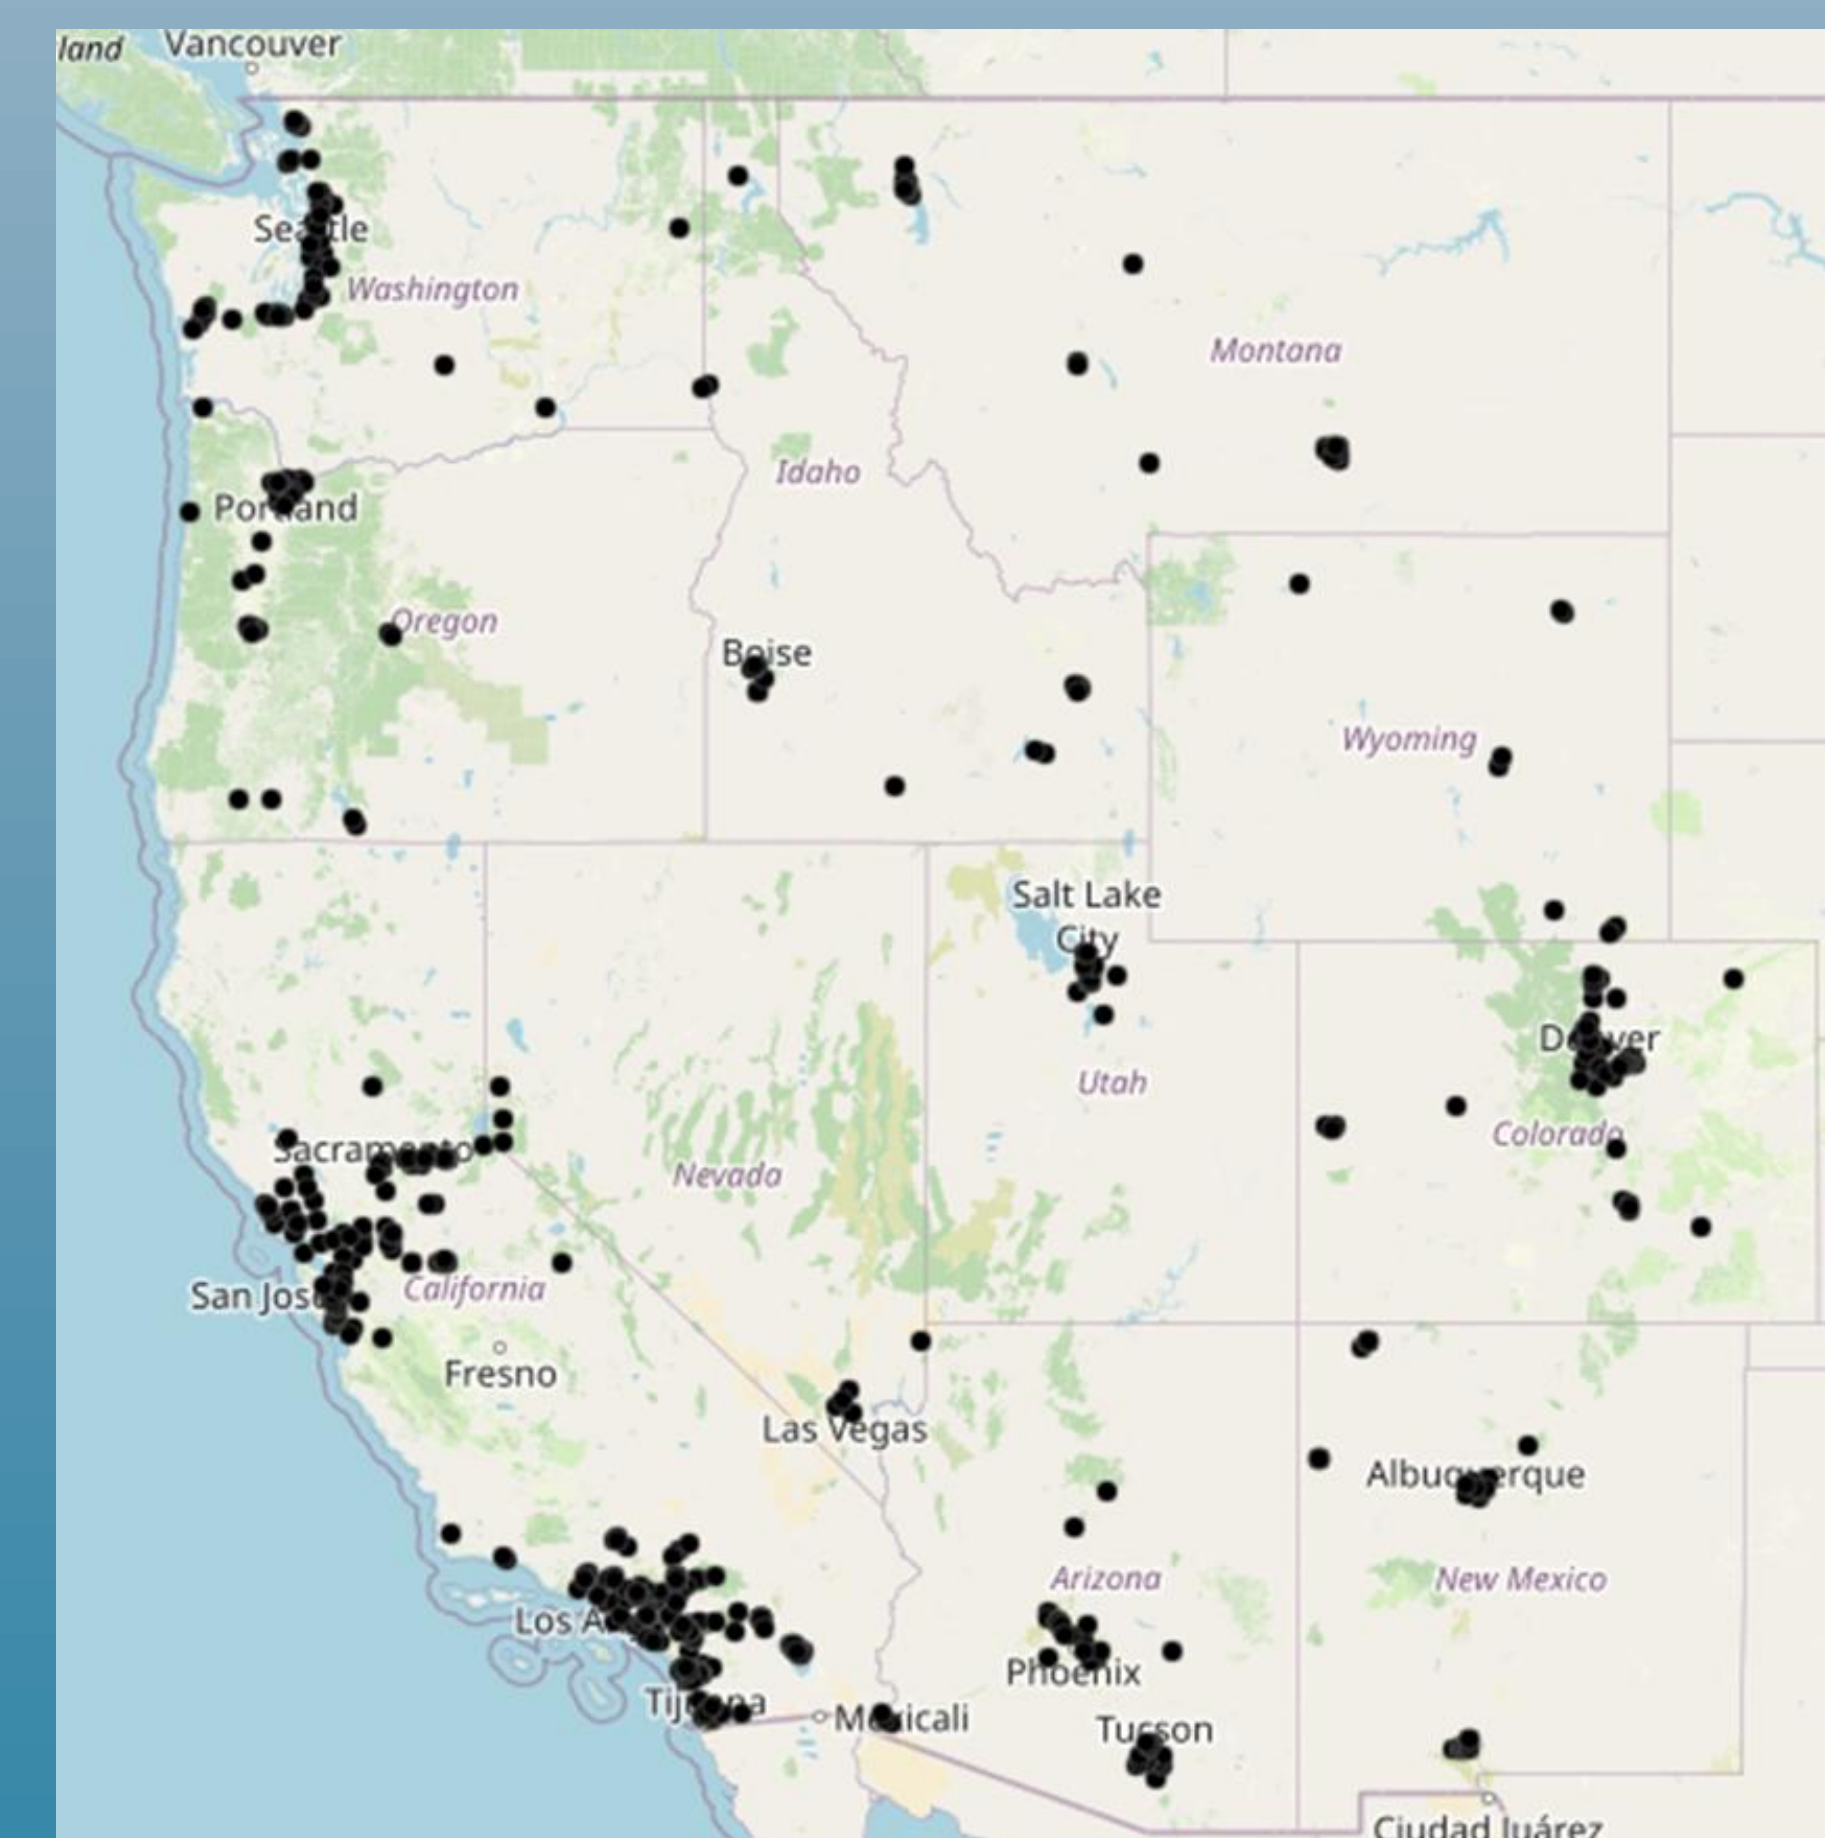 land
Vancouver
Seattle
Washington
Montana
Idaho
Portland
Oregon
Boise
Wyoming
Salt Lake
City
Denver
Utah
Colorado
Sacramento
Nevada
San Jose
California
Fresno
Las Vegas
Albuquerque
Arizona
New Mexico
Los A
Phoenix
Tijuana
Mexicali
Tucson
Ciudad Juárez